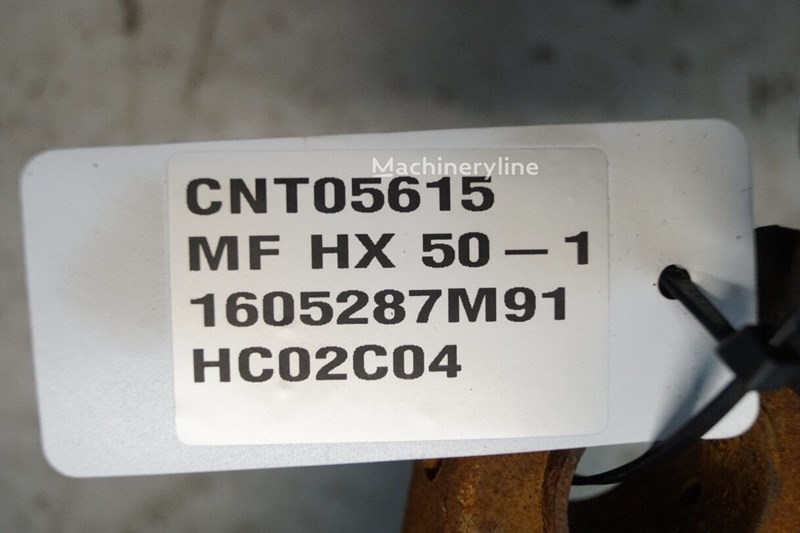 Machineryline
CNT05615
MF HX 50-1
1605287M91
HC02C04